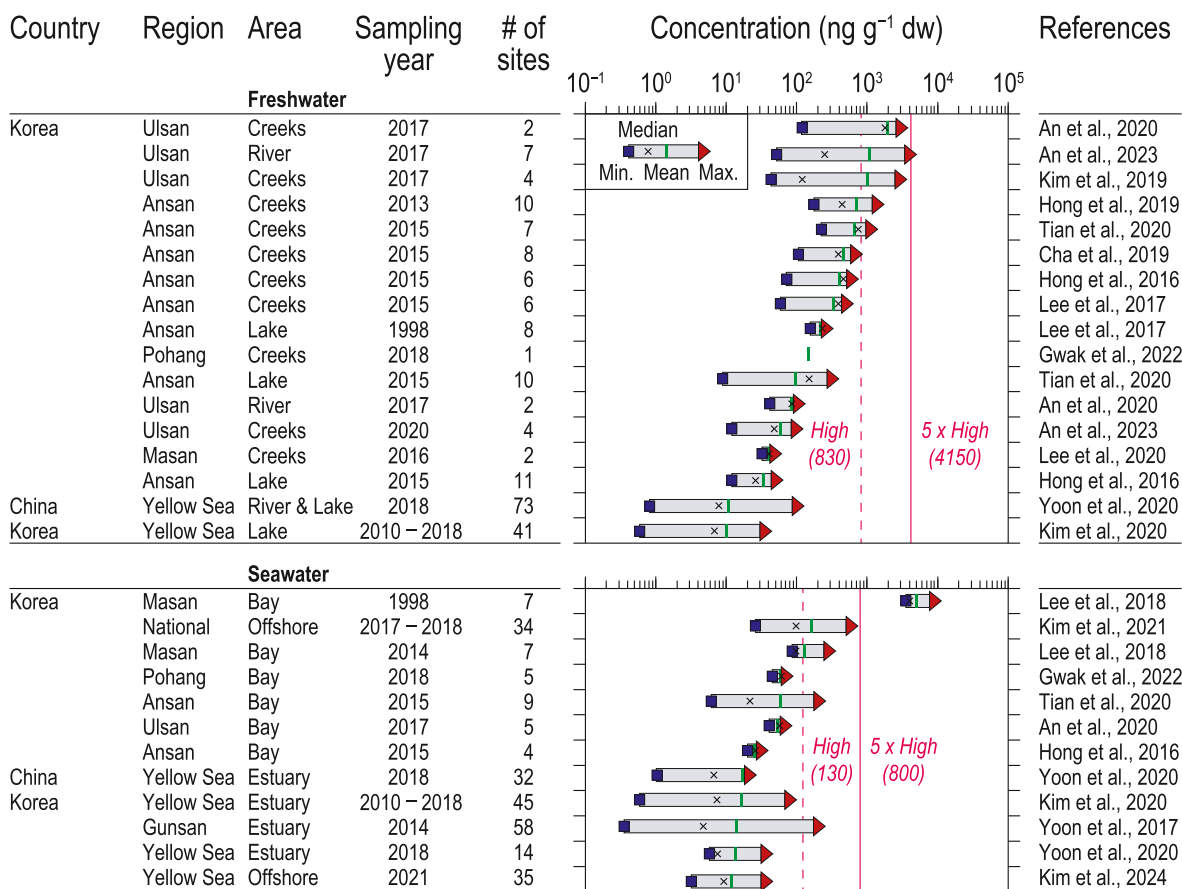 Country Region Area Sampling year # of sites Concentration (ng g⁻¹ dw) References
10⁻¹ 10⁰ 10¹ 10² 10³ 10⁴ 10⁵
Freshwater
Median
Min. Mean Max.
Korea Ulsan Creeks 2017 2 An et al., 2020
Ulsan River 2017 7 An et al., 2023
Ulsan Creeks 2017 4 Kim et al., 2019
Ansan Creeks 2013 10 Hong et al., 2019
Ansan Creeks 2015 7 Tian et al., 2020
Ansan Creeks 2015 8 Cha et al., 2019
Ansan Creeks 2015 6 Hong et al., 2016
Ansan Creeks 2015 6 Lee et al., 2017
Ansan Lake 1998 8 Lee et al., 2017
Pohang Creeks 2018 1 Gwak et al., 2022
Ansan Lake 2015 10 Tian et al., 2020
Ulsan River 2017 2 An et al., 2020
Ulsan Creeks 2020 4 An et al., 2023
Masan Creeks 2016 2 Lee et al., 2020
Ansan Lake 2015 11 Hong et al., 2016
China Yellow Sea River & Lake 2018 73 Yoon et al., 2020
Korea Yellow Sea Lake 2010 – 2018 41 Kim et al., 2020
High (830)
5 x High (4150)
Seawater
Korea Masan Bay 1998 7 Lee et al., 2018
National Offshore 2017 – 2018 34 Kim et al., 2021
Masan Bay 2014 7 Lee et al., 2018
Pohang Bay 2018 5 Gwak et al., 2022
Ansan Bay 2015 9 Tian et al., 2020
Ulsan Bay 2017 5 An et al., 2020
Ansan Bay 2015 4 Hong et al., 2016
China Yellow Sea Estuary 2018 32 Yoon et al., 2020
Korea Yellow Sea Estuary 2010 – 2018 45 Kim et al., 2020
Gunsan Estuary 2014 58 Yoon et al., 2017
Yellow Sea Estuary 2018 14 Yoon et al., 2020
Yellow Sea Offshore 2021 35 Kim et al., 2024
High (130)
5 x High (800)